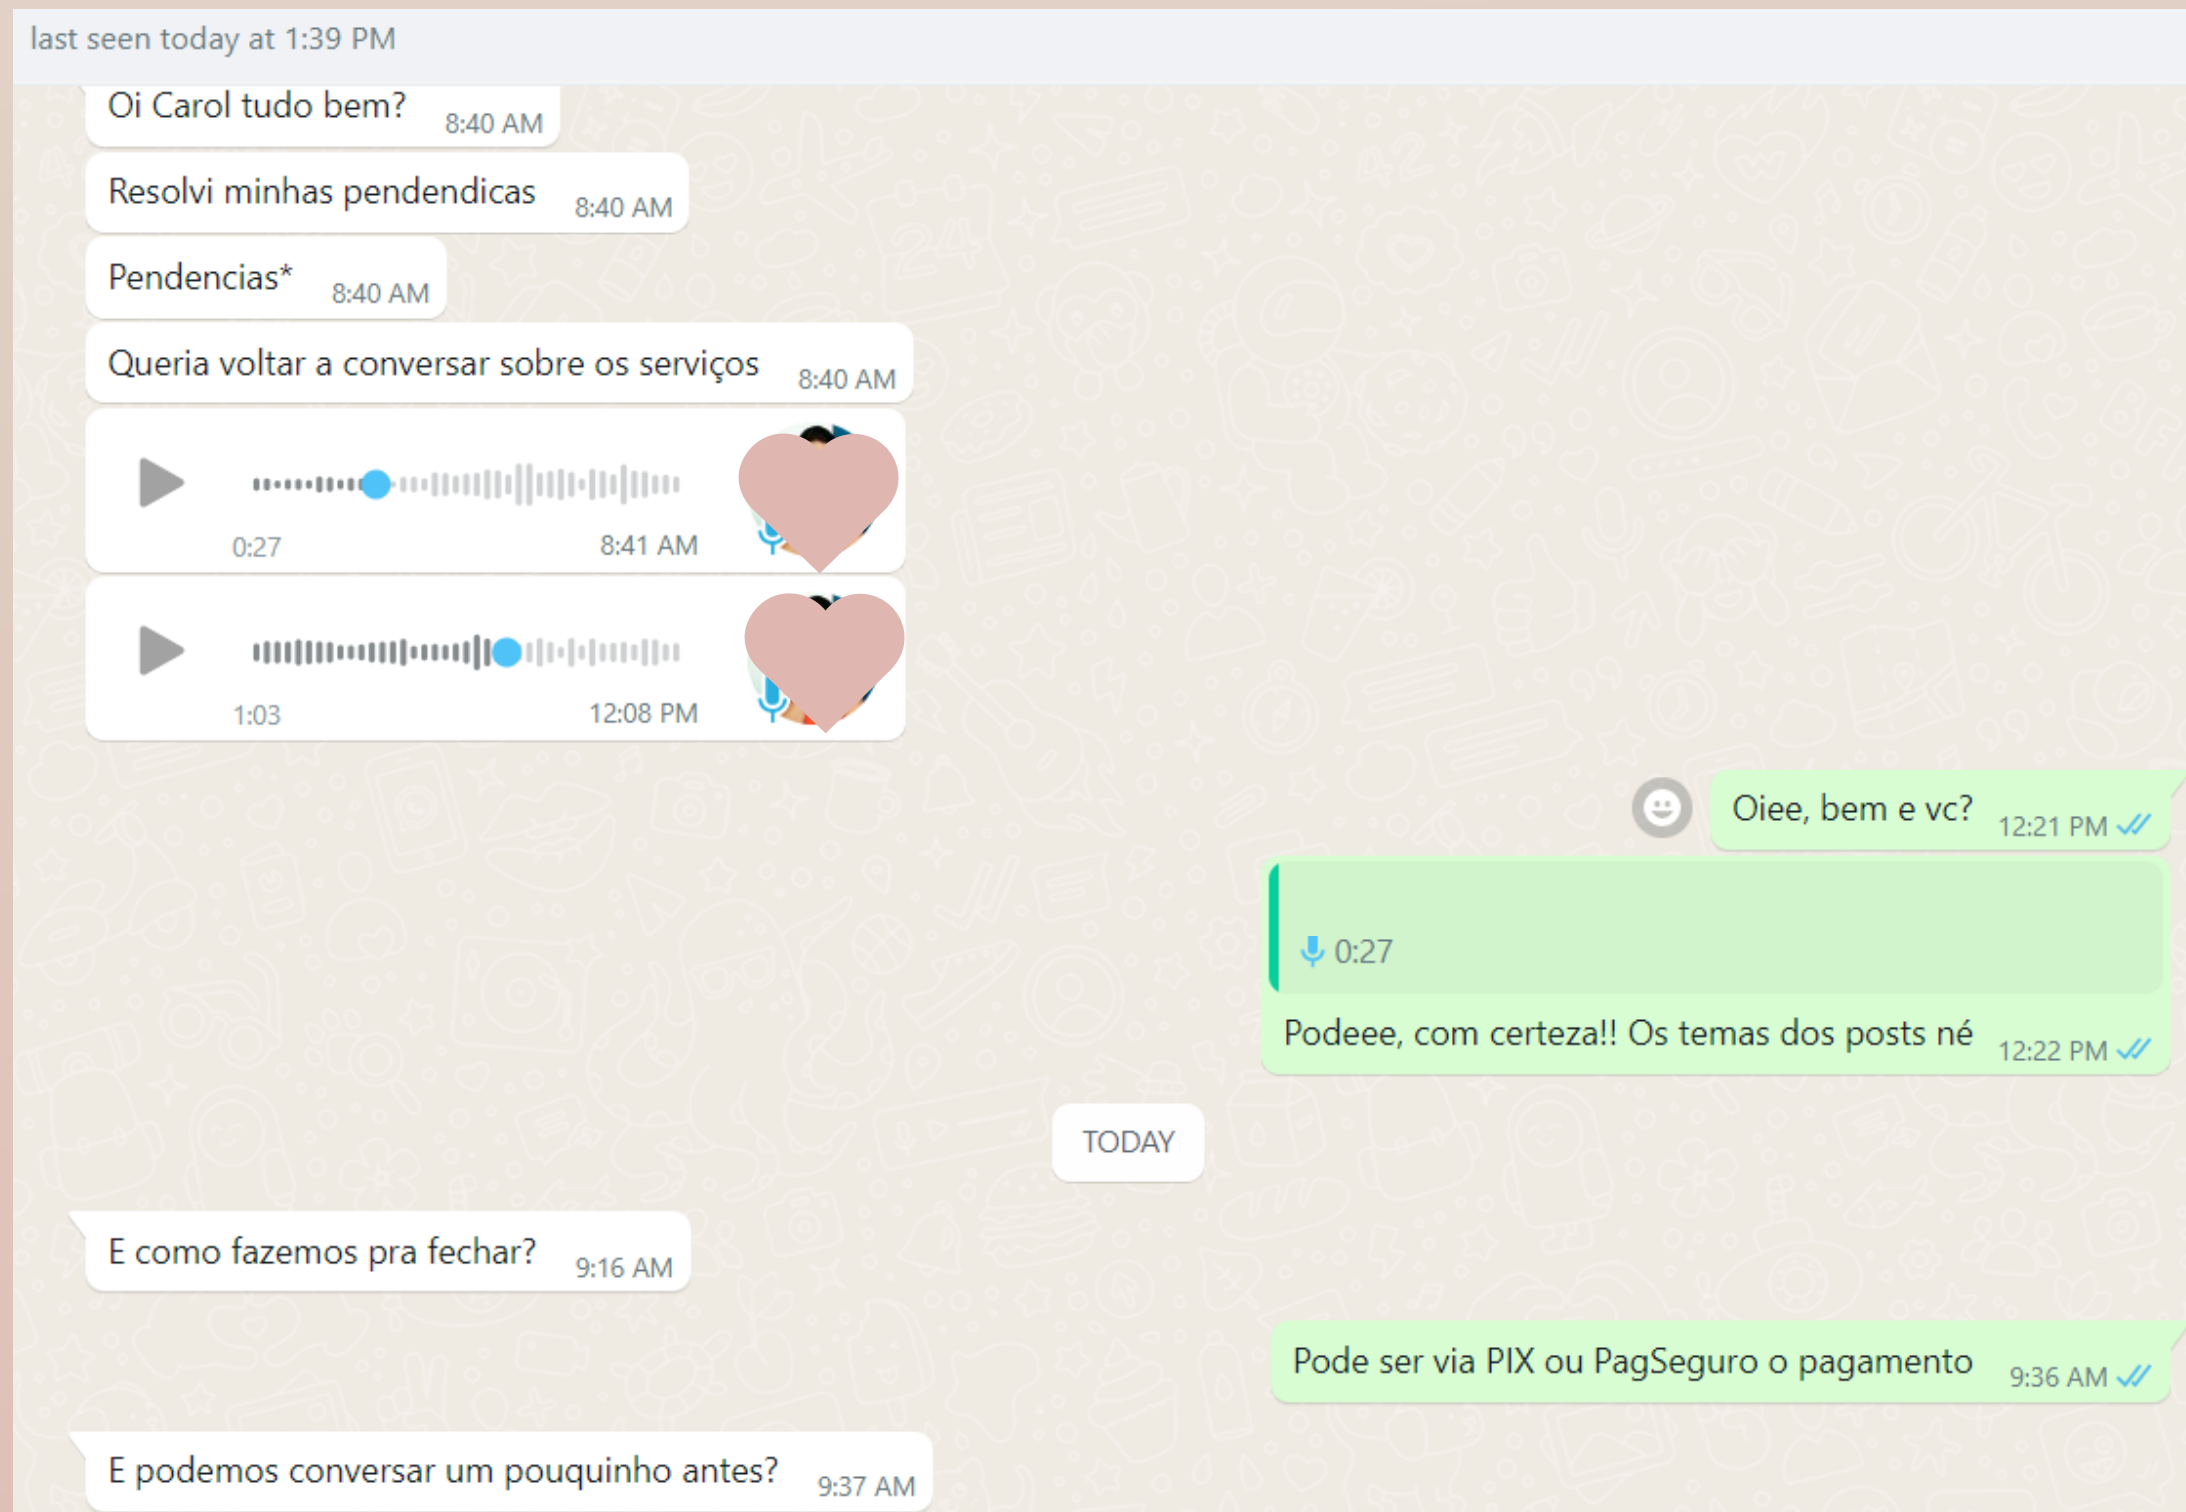 last seen today at 1:39 PM
Oi Carol tudo bem? 8:40 AM
Resolvi minhas pendendicas 8:40 AM
Pendencias* 8:40 AM
Queria voltar a conversar sobre os serviços 8:40 AM
0:27 8:41 AM
1:03 12:08 PM
Oiee, bem e vc? 12:21 PM
0:27
Podeee, com certeza!! Os temas dos posts né 12:22 PM
TODAY
E como fazemos pra fechar? 9:16 AM
Pode ser via PIX ou PagSeguro o pagamento 9:36 AM
E podemos conversar um pouquinho antes? 9:37 AM